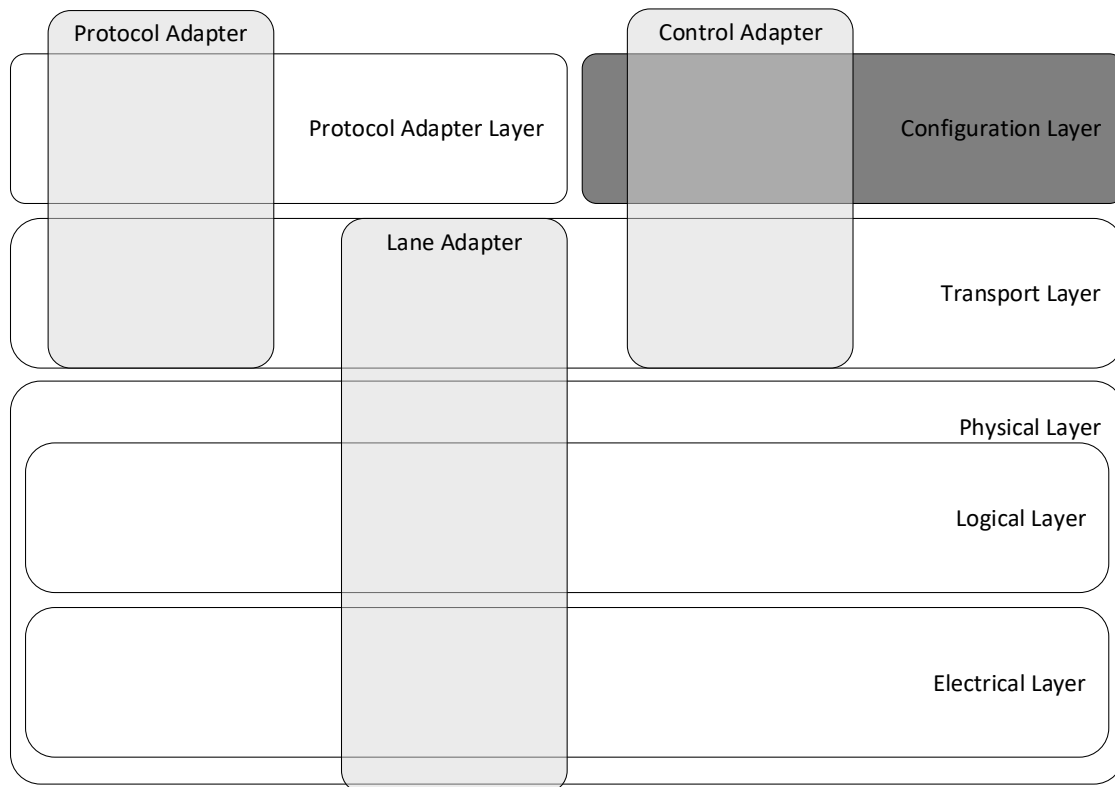 Protocol Adapter
Control Adapter
Protocol Adapter Layer
Configuration Layer
Lane Adapter
Transport Layer
Physical Layer
Logical Layer
Electrical Layer